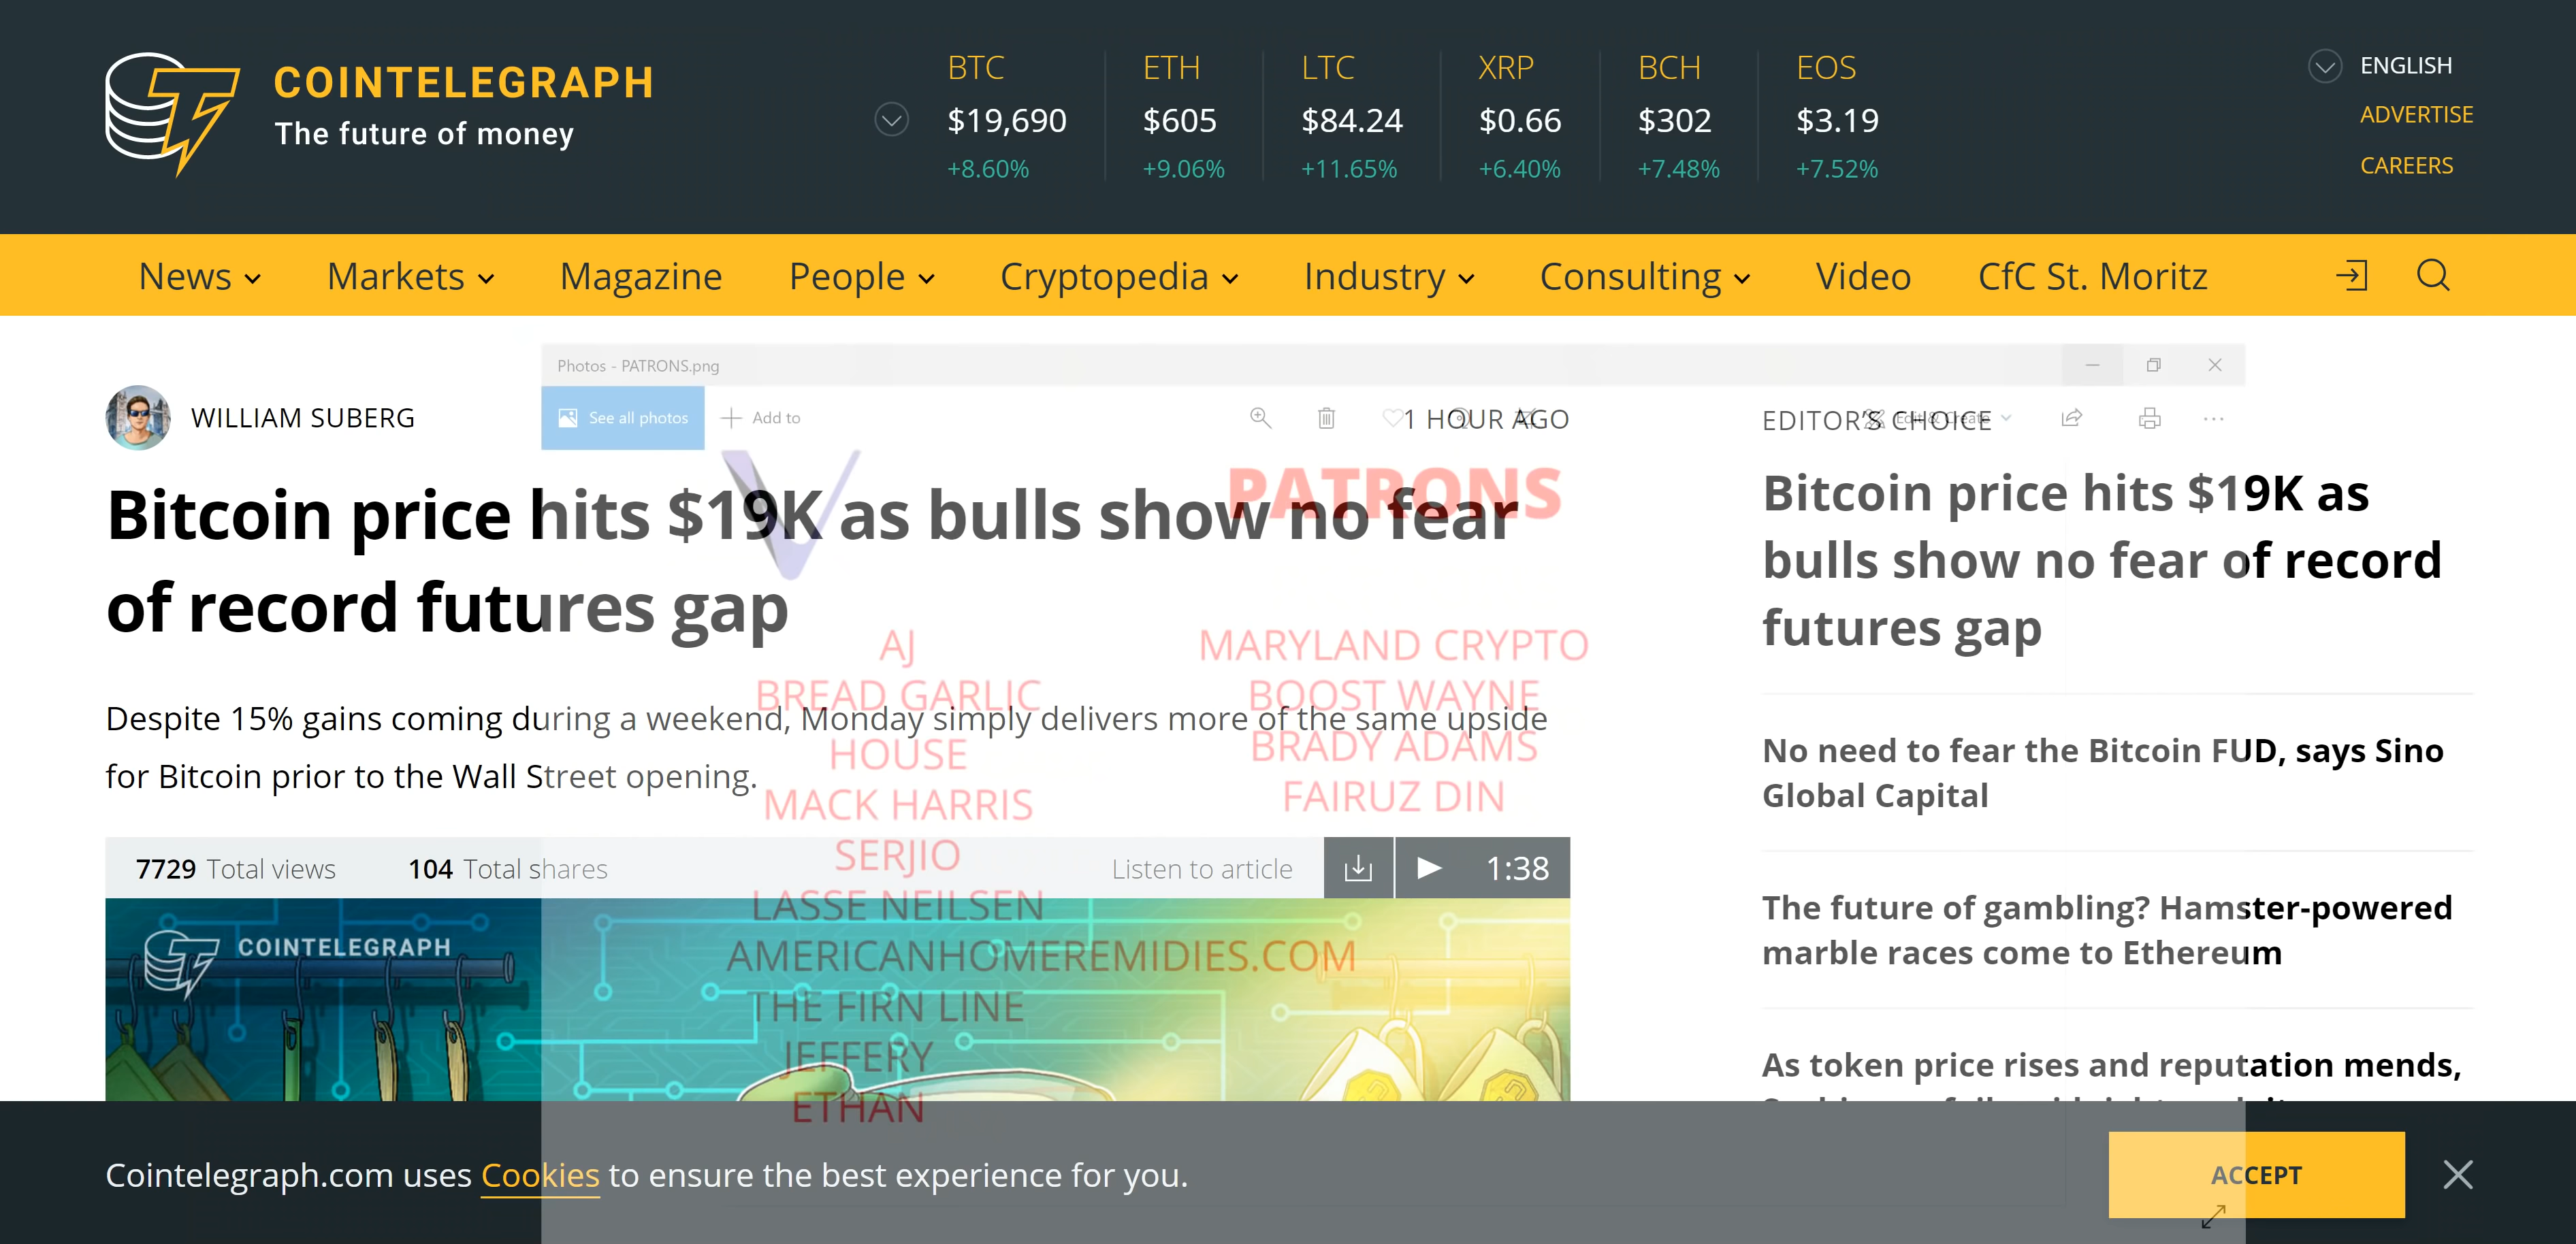 COINTELEGRAPH
The future of money
BTC
$19,690
+8.60%
ETH
$605
+9.06%
LTC
$84.24
+11.65%
XRP
$0.66
+6.40%
BCH
$302
+7.48%
EOS
$3.19
+7.52%
ENGLISH
ADVERTISE
CAREERS
News
Markets
Magazine
People
Cryptopedia
Industry
Consulting
Video
CfC St. Moritz
Photos - PATRONS.png
See all photos
Add to
Edit & Create
WILLIAM SUBERG
1 HOUR AGO
Bitcoin price hits $19K as bulls show no fear
of record futures gap
Despite 15% gains coming during a weekend, Monday simply delivers more of the same upside
for Bitcoin prior to the Wall Street opening.
7729 Total views
104 Total shares
Listen to article
1:38
COINTELEGRAPH
PATRONS
AJ
BREAD GARLIC
HOUSE
MACK HARRIS
SERJIO
LASSE NEILSEN
AMERICANHOMEREMIDIES.COM
THE FIRN LINE
JEFFERY
ETHAN
MARYLAND CRYPTO
BOOST WAYNE
BRADY ADAMS
FAIRUZ DIN
EDITOR'S CHOICE
Bitcoin price hits $19K as
bulls show no fear of record
futures gap
No need to fear the Bitcoin FUD, says Sino
Global Capital
The future of gambling? Hamster-powered
marble races come to Ethereum
As token price rises and reputation mends,
Cointelegraph.com uses Cookies to ensure the best experience for you.
ACCEPT